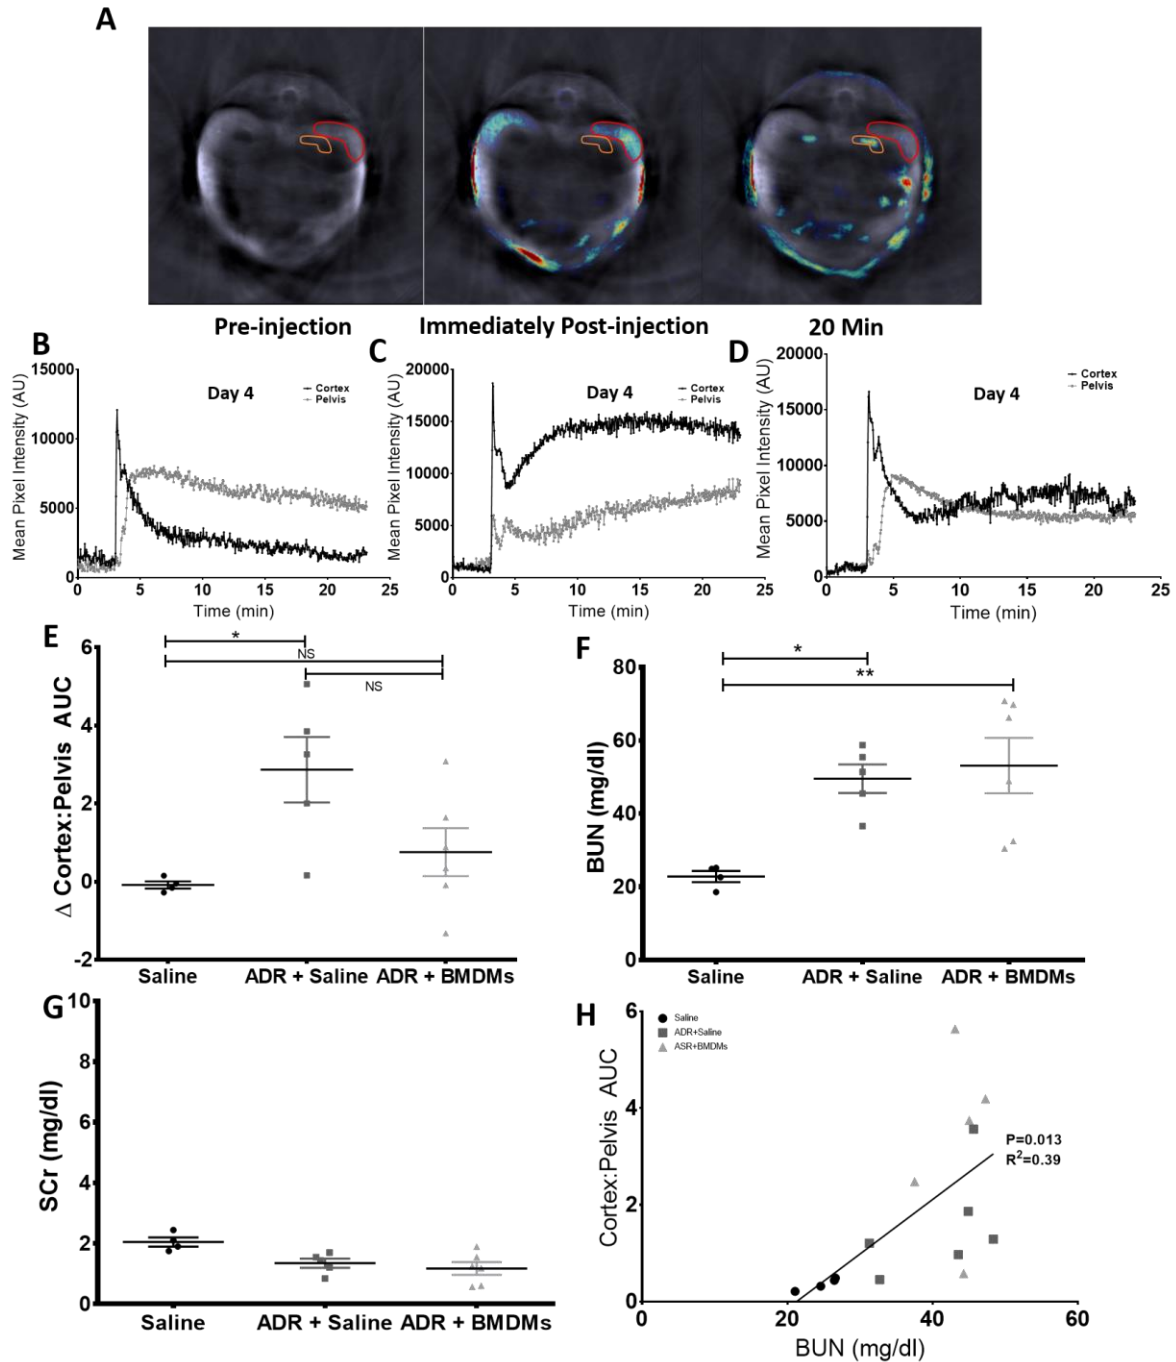 A
Pre-injection
Immediately Post-injection
20 Min
B
15000
10000
5000
0
Mean Pixel Intensity (AU)
Day 4
Cortex
Pelvis
0 5 10 15 20 25
Time (min)
C
20000
15000
10000
5000
0
Mean Pixel Intensity (AU)
Day 4
Cortex
Pelvis
0 5 10 15 20 25
Time (min)
D
20000
15000
10000
5000
0
Mean Pixel Intensity (AU)
Day 4
Cortex
Pelvis
0 5 10 15 20 25
Time (min)
E
6
4
2
0
-2
Δ Cortex:Pelvis AUC
*
NS
NS
Saline ADR + Saline ADR + BMDMs
F
80
60
40
20
0
BUN (mg/dl)
*
**
Saline ADR + Saline ADR + BMDMs
G
10
8
6
4
2
0
SCr (mg/dl)
Saline ADR + Saline ADR + BMDMs
H
6
4
2
0
Cortex:Pelvis AUC
Saline
ADR+Saline
ASR+BMDMs
P=0.013
R²=0.39
0 20 40 60
BUN (mg/dl)